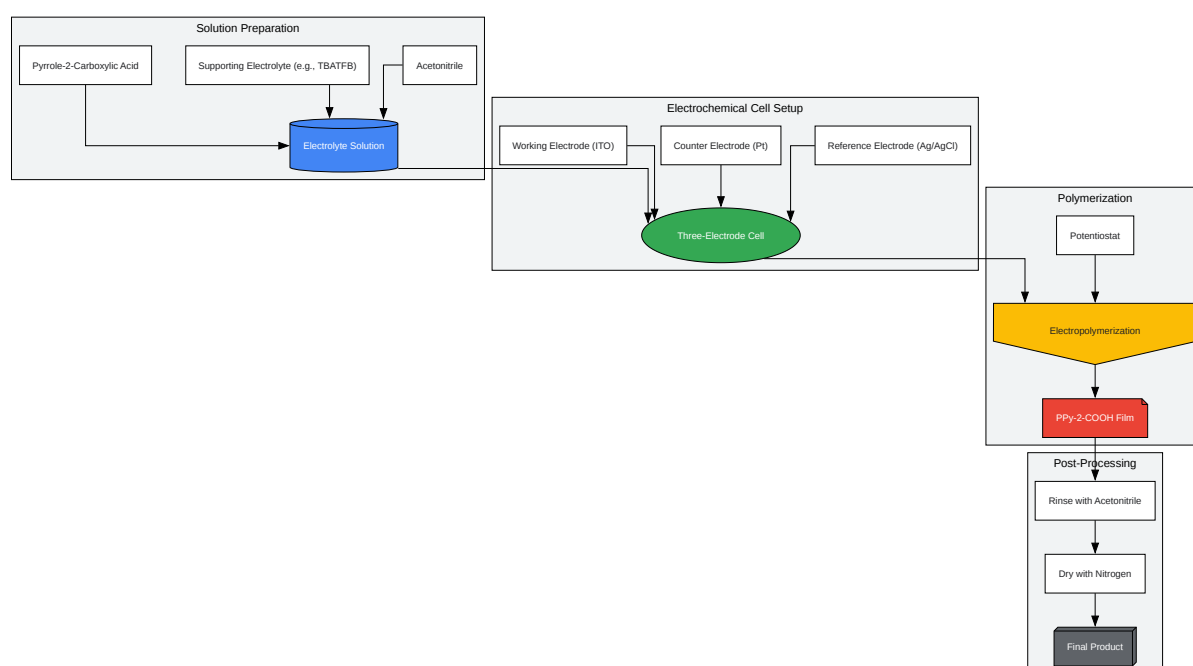 Solution Preparation
Pyrrole-2-Carboxylic Acid
Supporting Electrolyte (e.g., TBATFB)
Acetonitrile
Electrolyte Solution
Electrochemical Cell Setup
Working Electrode (ITO)
Counter Electrode (Pt)
Reference Electrode (Ag/AgCl)
Three-Electrode Cell
Polymerization
Potentiostat
Electropolymerization
PPy-2-COOH Film
Post-Processing
Rinse with Acetonitrile
Dry with Nitrogen
Final Product